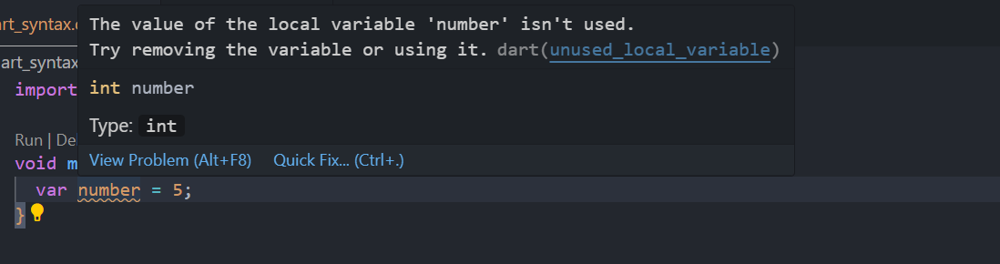 art_syntax.
The value of the local variable 'number' isn't used.
Try removing the variable or using it. dart(unused_local_variable)
art_syntax
import
int number
Type: int
Run | De
View Problem (Alt+F8) Quick Fix... (Ctrl+.)
void m
var number = 5;
}